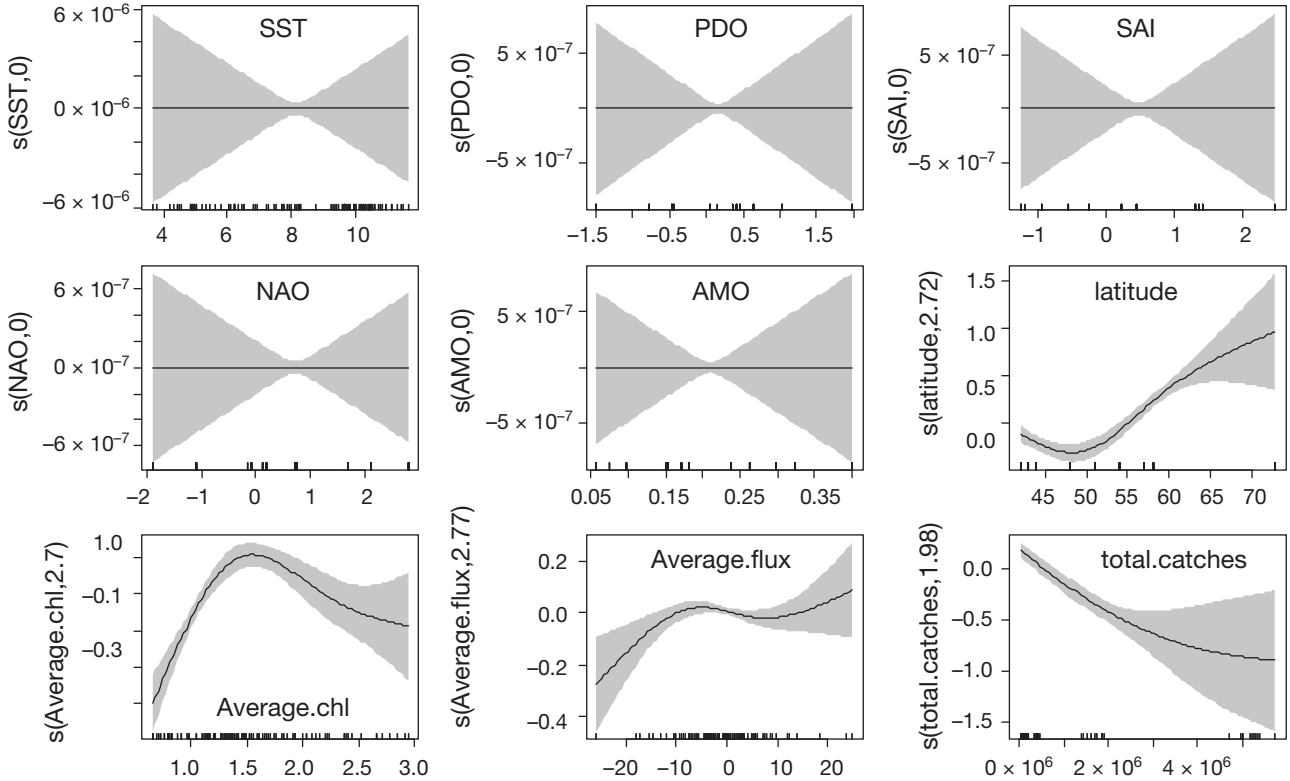 s(SST,0)
6 × 10⁻⁶
0 × 10⁻⁶
−6 × 10⁻⁶
SST
4 6 8 10
s(PDO,0)
5 × 10⁻⁷
−5 × 10⁻⁷
PDO
−1.5 −0.5 0.5 1.5
s(SAI,0)
5 × 10⁻⁷
−5 × 10⁻⁷
SAI
−1 0 1 2
s(NAO,0)
6 × 10⁻⁷
0 × 10⁻⁷
−6 × 10⁻⁷
NAO
−2 −1 0 1 2
s(AMO,0)
5 × 10⁻⁷
−5 × 10⁻⁷
AMO
0.05 0.15 0.25 0.35
s(latitude,2.72)
1.5
1.0
0.5
0.0
latitude
45 50 55 60 65 70
s(Average.chl,2.7)
1.0
−0.1
−0.3
Average.chl
1.0 1.5 2.0 2.5 3.0
s(Average.flux,2.77)
0.2
0.0
−0.2
−0.4
Average.flux
−20 −10 0 10 20
s(total.catches,1.98)
0.0
−0.5
−1.0
−1.5
total.catches
0 × 10⁶ 2 × 10⁶ 4 × 10⁶